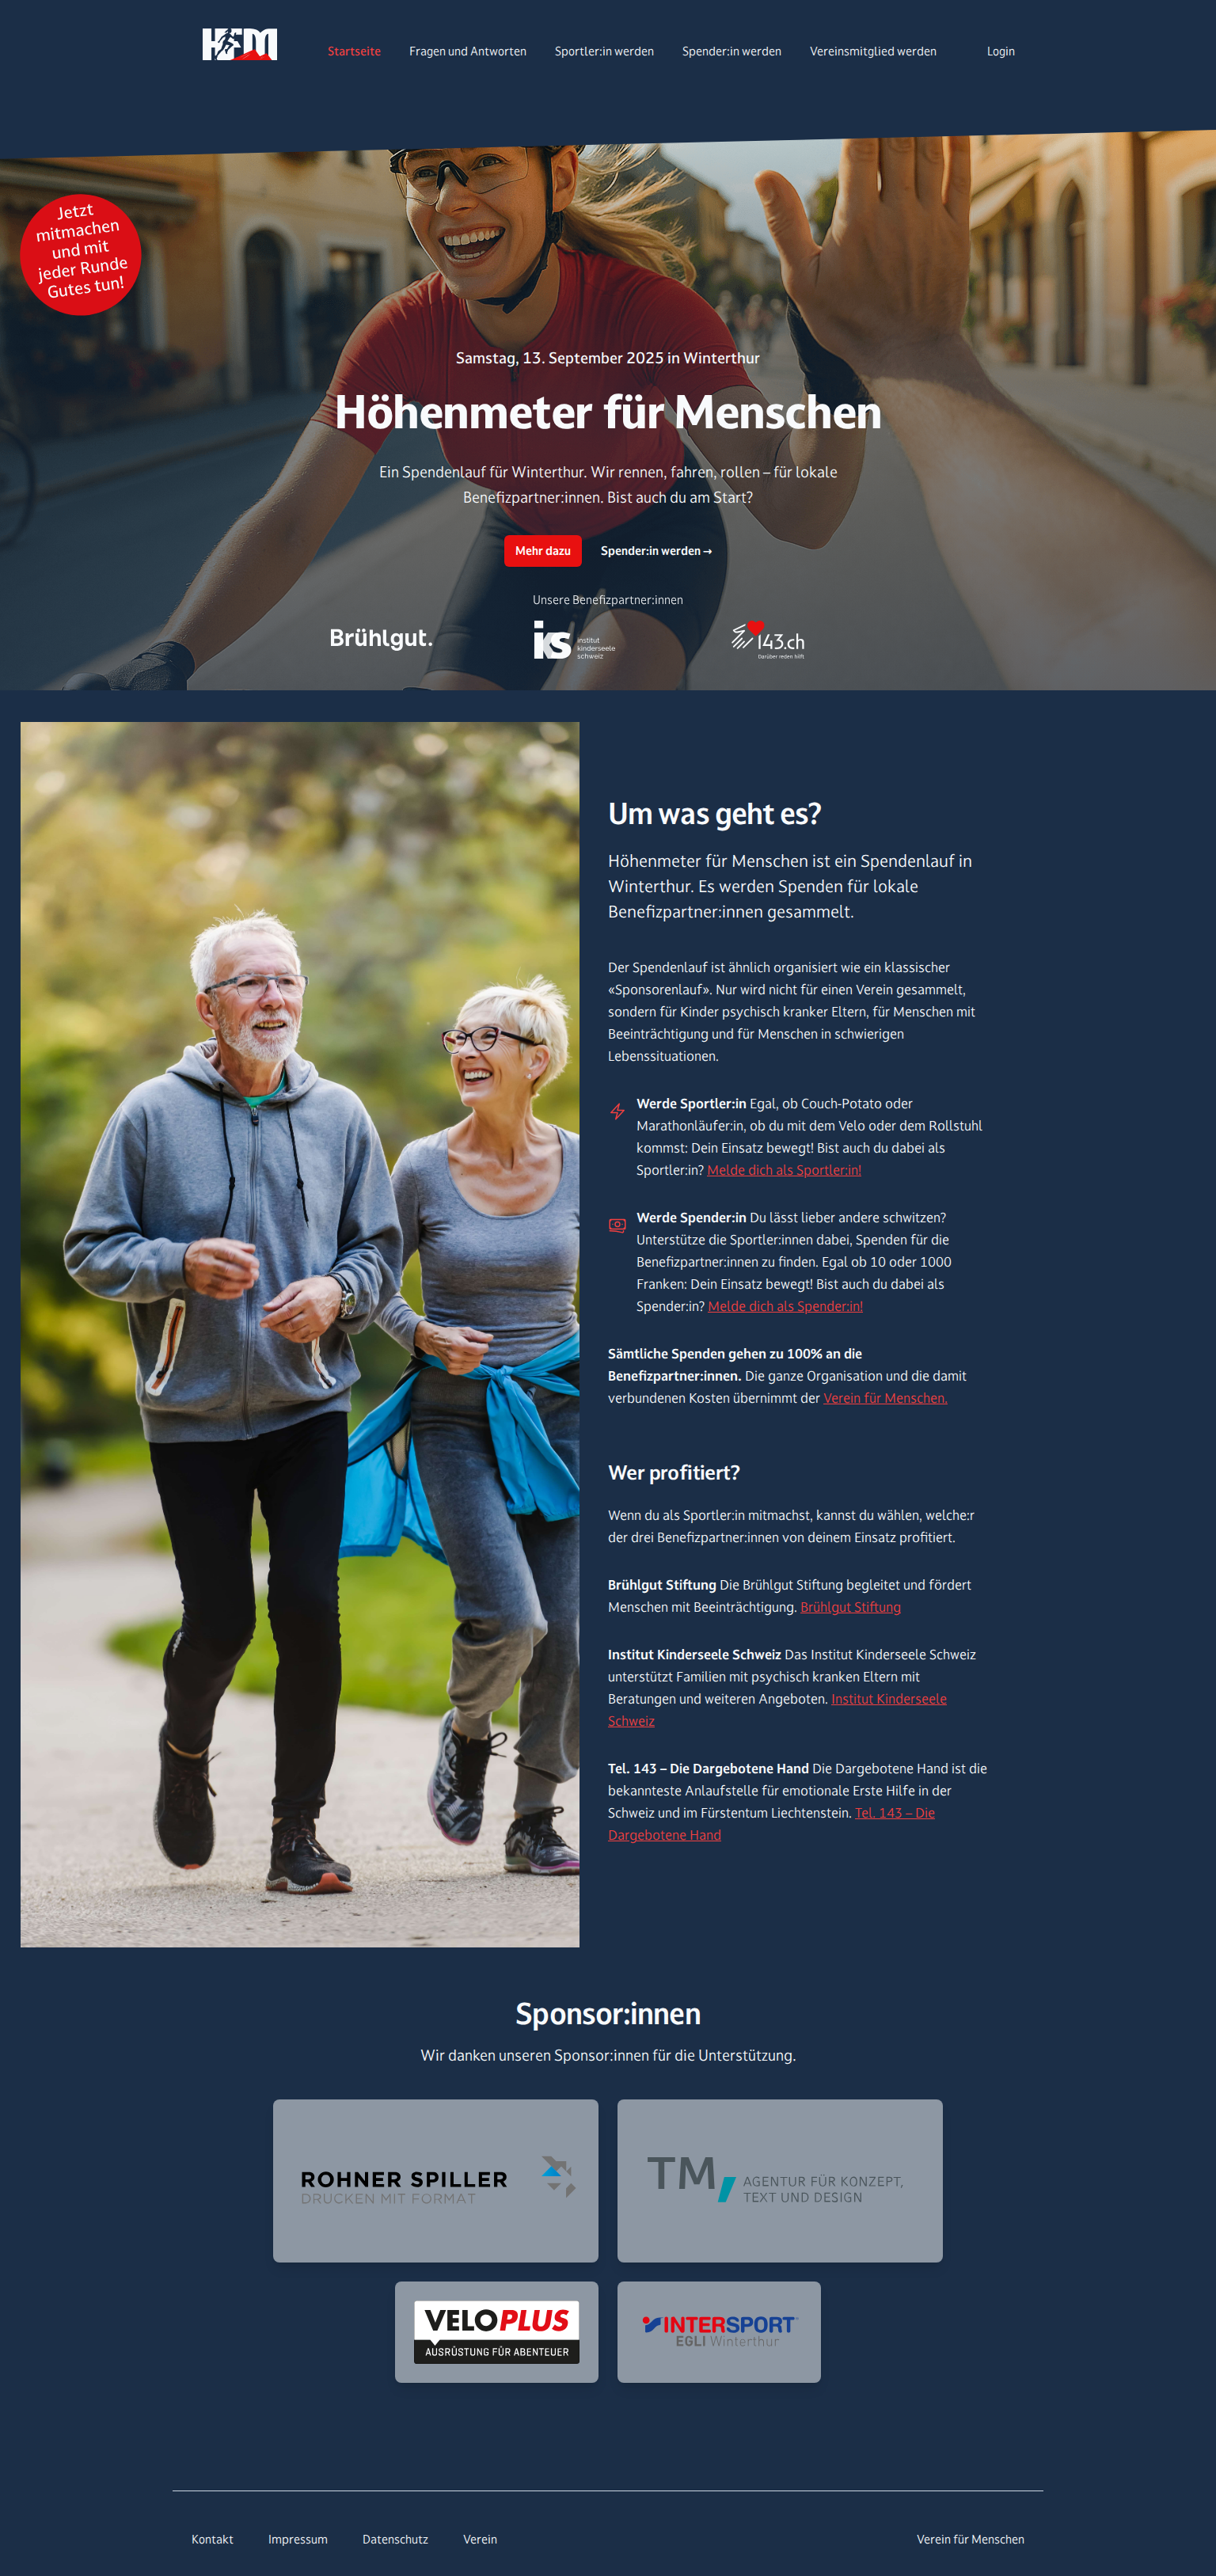 HFM
Startseite
Fragen und Antworten
Sportler:in werden
Spender:in werden
Vereinsmitglied werden
Login
Jetzt
mitmachen
und mit
jeder Runde
Gutes tun!
Samstag, 13. September 2025 in Winterthur
Höhenmeter für Menschen
Ein Spendenlauf für Winterthur. Wir rennen, fahren, rollen – für lokale
Benefizpartner:innen. Bist auch du am Start?
Mehr dazu
Spender:in werden →
Unsere Benefizpartner:innen
Brühlgut.
iks
institut
kinderseele
schweiz
143.ch
Darüber reden hilft
Um was geht es?
Höhenmeter für Menschen ist ein Spendenlauf in
Winterthur. Es werden Spenden für lokale
Benefizpartner:innen gesammelt.
Der Spendenlauf ist ähnlich organisiert wie ein klassischer
«Sponsorenlauf». Nur wird nicht für einen Verein gesammelt,
sondern für Kinder psychisch kranker Eltern, für Menschen mit
Beeinträchtigung und für Menschen in schwierigen
Lebenssituationen.
Werde Sportler:in Egal, ob Couch-Potato oder
Marathonläufer:in, ob du mit dem Velo oder dem Rollstuhl
kommst: Dein Einsatz bewegt! Bist auch du dabei als
Sportler:in? Melde dich als Sportler:in!
Werde Spender:in Du lässt lieber andere schwitzen?
Unterstütze die Sportler:innen dabei, Spenden für die
Benefizpartner:innen zu finden. Egal ob 10 oder 1000
Franken: Dein Einsatz bewegt! Bist auch du dabei als
Spender:in? Melde dich als Spender:in!
Sämtliche Spenden gehen zu 100% an die
Benefizpartner:innen. Die ganze Organisation und die damit
verbundenen Kosten übernimmt der Verein für Menschen.
Wer profitiert?
Wenn du als Sportler:in mitmachst, kannst du wählen, welche:r
der drei Benefizpartner:innen von deinem Einsatz profitiert.
Brühlgut Stiftung Die Brühlgut Stiftung begleitet und fördert
Menschen mit Beeinträchtigung. Brühlgut Stiftung
Institut Kinderseele Schweiz Das Institut Kinderseele Schweiz
unterstützt Familien mit psychisch kranken Eltern mit
Beratungen und weiteren Angeboten. Institut Kinderseele
Schweiz
Tel. 143 – Die Dargebotene Hand Die Dargebotene Hand ist die
bekannteste Anlaufstelle für emotionale Erste Hilfe in der
Schweiz und im Fürstentum Liechtenstein. Tel. 143 – Die
Dargebotene Hand
Sponsor:innen
Wir danken unseren Sponsor:innen für die Unterstützung.
ROHNER SPILLER
DRUCKEN MIT FORMAT
TM,
AGENTUR FÜR KONZEPT,
TEXT UND DESIGN
VELOPLUS
AUSRÜSTUNG FÜR ABENTEUER
INTERSPORT
EGLI Winterthur
Kontakt
Impressum
Datenschutz
Verein
Verein für Menschen